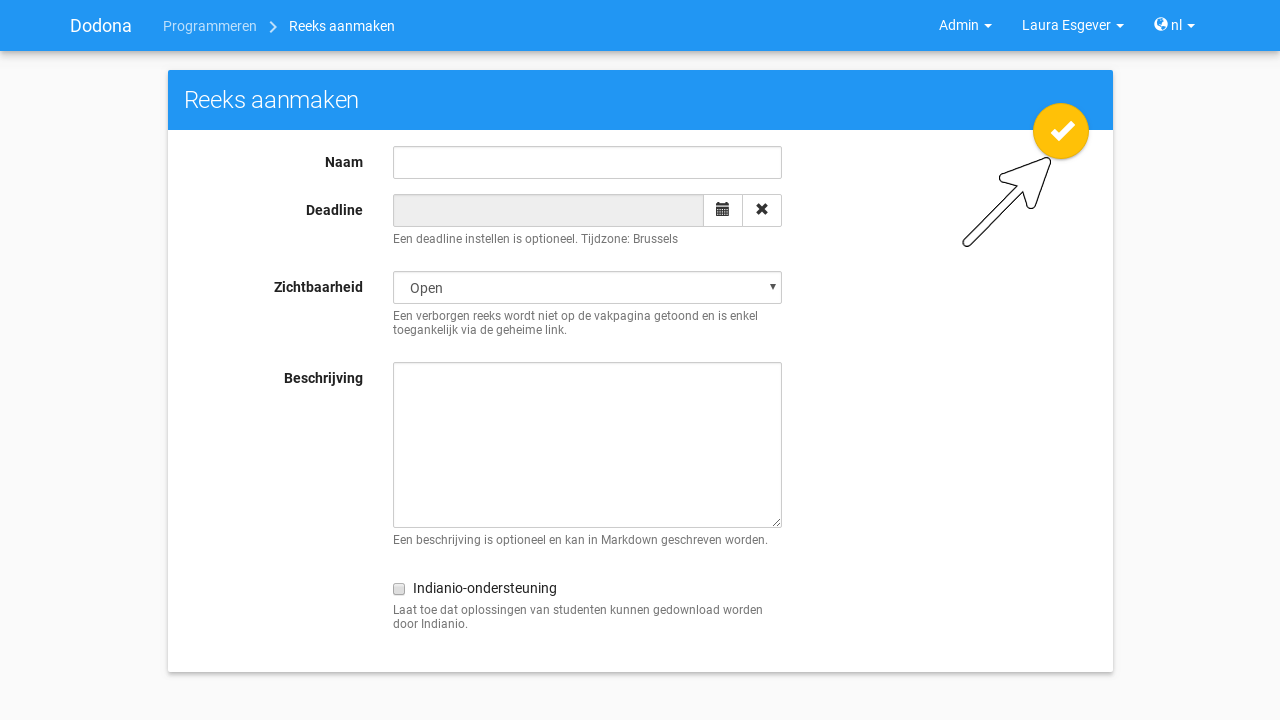 Dodona Programmeren Reeks aanmaken Admin Laura Esgever nl
Reeks aanmaken
Naam
Deadline
Een deadline instellen is optioneel. Tijdzone: Brussels
Zichtbaarheid Open
Een verborgen reeks wordt niet op de vakpagina getoond en is enkel
toegankelijk via de geheime link.
Beschrijving
Een beschrijving is optioneel en kan in Markdown geschreven worden.
Indianio-ondersteuning
Laat toe dat oplossingen van studenten kunnen gedownload worden
door Indianio.